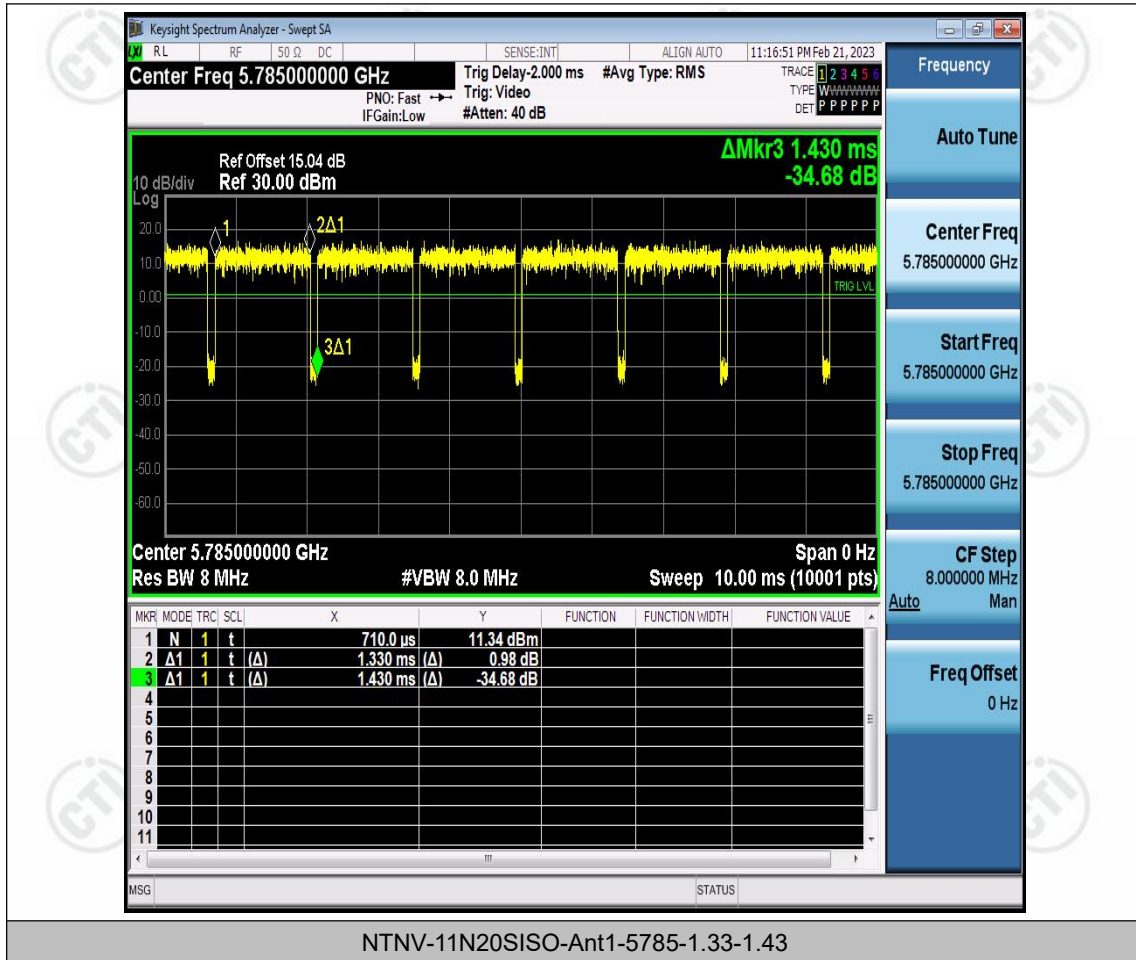 Keysight Spectrum Analyzer - Swept SA
LXI RL RF 50 Ω DC SENSE:INT ALIGN AUTO 11:16:51 PM Feb 21, 2023
Center Freq 5.785000000 GHz
PNO: Fast
IFGain:Low
Trig Delay-2.000 ms
Trig: Video
#Atten: 40 dB
#Avg Type: RMS
TRACE 1 2 3 4 5 6
TYPE WWWWWW
DET P P P P P P
ΔMkr3 1.430 ms
-34.68 dB
Ref Offset 15.04 dB
10 dB/div Ref 30.00 dBm
Log
20.0
10.0
0.00
-10.0
-20.0
-30.0
-40.0
-50.0
-60.0
1
2Δ1
3Δ1
TRIG LVL
Center 5.785000000 GHz Span 0 Hz
Res BW 8 MHz #VBW 8.0 MHz Sweep 10.00 ms (10001 pts)
MKR MODE TRC SCL X Y FUNCTION FUNCTION WIDTH FUNCTION VALUE
1 N 1 t 710.0 µs 11.34 dBm
2 Δ1 1 t (Δ) 1.330 ms (Δ) 0.98 dB
3 Δ1 1 t (Δ) 1.430 ms (Δ) -34.68 dB
4
5
6
7
8
9
10
11
MSG STATUS
Frequency
Auto Tune
Center Freq
5.785000000 GHz
Start Freq
5.785000000 GHz
Stop Freq
5.785000000 GHz
CF Step
8.000000 MHz
Auto Man
Freq Offset
0 Hz
CTI
CTI
CTI
CTI
CTI
CTI
NTNV-11N20SISO-Ant1-5785-1.33-1.43